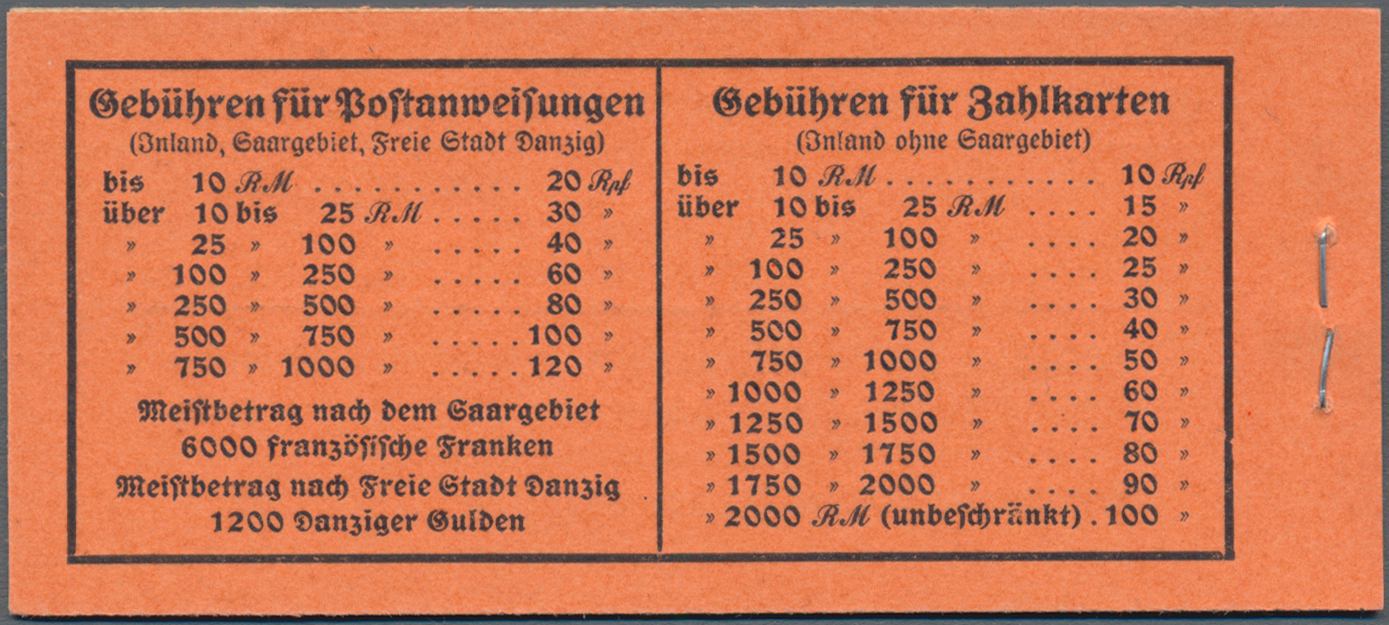 Gebühren für Postanweisungen
(Inland, Saargebiet, Freie Stadt Danzig)
bis 10 RM . . . . . . . . . . . 20 Rpf
über 10 bis 25 RM . . . . . 30 »
» 25 » 100 » . . . . . 40 »
» 100 » 250 » . . . . . 60 »
» 250 » 500 » . . . . . 80 »
» 500 » 750 » . . . . . 100 »
» 750 » 1000 » . . . . . 120 »
Meistbetrag nach dem Saargebiet
6000 französische Franken
Meistbetrag nach Freie Stadt Danzig
1200 Danziger Gulden
Gebühren für Zahlkarten
(Inland ohne Saargebiet)
bis 10 RM . . . . . . . . . . . 10 Rpf
über 10 bis 25 RM . . . . 15 »
» 25 » 100 » . . . . 20 »
» 100 » 250 » . . . . 25 »
» 250 » 500 » . . . . 30 »
» 500 » 750 » . . . . 40 »
» 750 » 1000 » . . . . 50 »
» 1000 » 1250 » . . . . 60 »
» 1250 » 1500 » . . . . 70 »
» 1500 » 1750 » . . . . 80 »
» 1750 » 2000 » . . . . 90 »
» 2000 RM (unbeschränkt) . 100 »